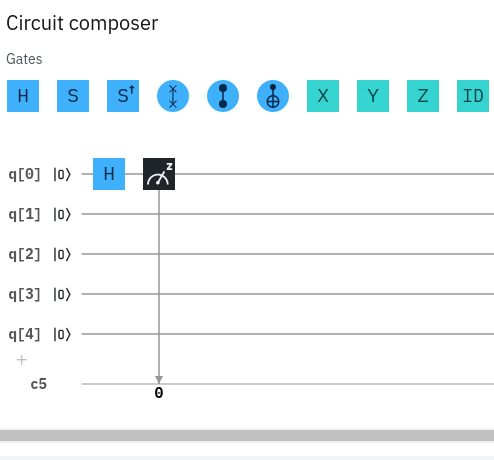 Circuit composer
Gates
H S S† X Y Z ID
q[0] |0⟩ H z
q[1] |0⟩
q[2] |0⟩
q[3] |0⟩
q[4] |0⟩
+
c5
0